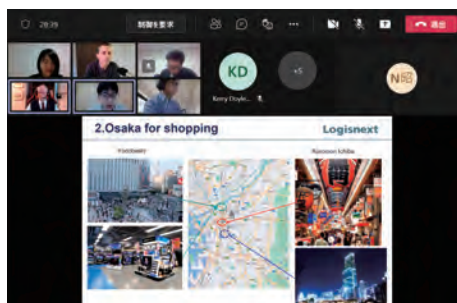 28:39
制御を要求
退出
KD
Kerry Doyle...
+5
N昭
2.Osaka for shopping
Logisnext
Kuromon Ichiba